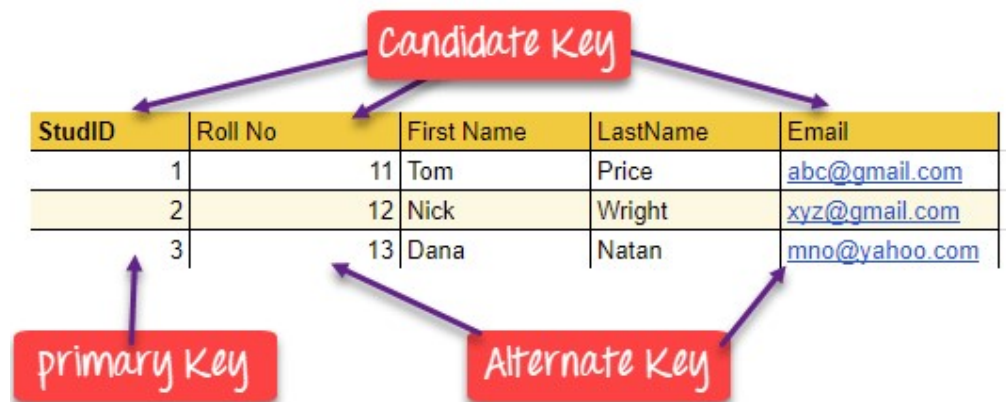 Candidate Key
StudID Roll No First Name LastName Email
1 11 Tom Price abc@gmail.com
2 12 Nick Wright xyz@gmail.com
3 13 Dana Natan mno@yahoo.com
primary Key Alternate Key